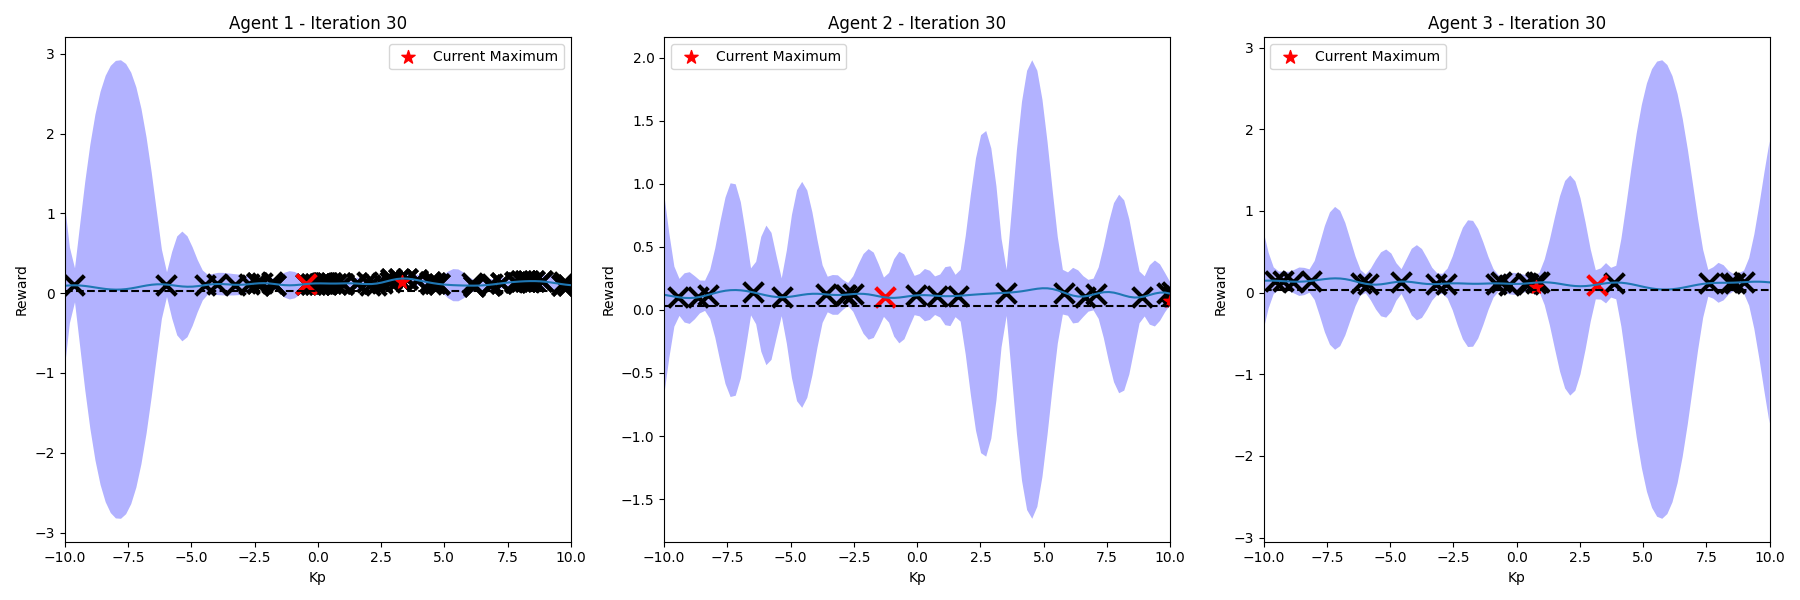 Agent 1 - Iteration 30
Current Maximum
Reward
3
2
1
0
−1
−2
−3
−10.0 −7.5 −5.0 −2.5 0.0 2.5 5.0 7.5 10.0
Kp
Agent 2 - Iteration 30
Current Maximum
Reward
2.0
1.5
1.0
0.5
0.0
−0.5
−1.0
−1.5
−10.0 −7.5 −5.0 −2.5 0.0 2.5 5.0 7.5 10.0
Kp
Agent 3 - Iteration 30
Current Maximum
Reward
3
2
1
0
−1
−2
−3
−10.0 −7.5 −5.0 −2.5 0.0 2.5 5.0 7.5 10.0
Kp